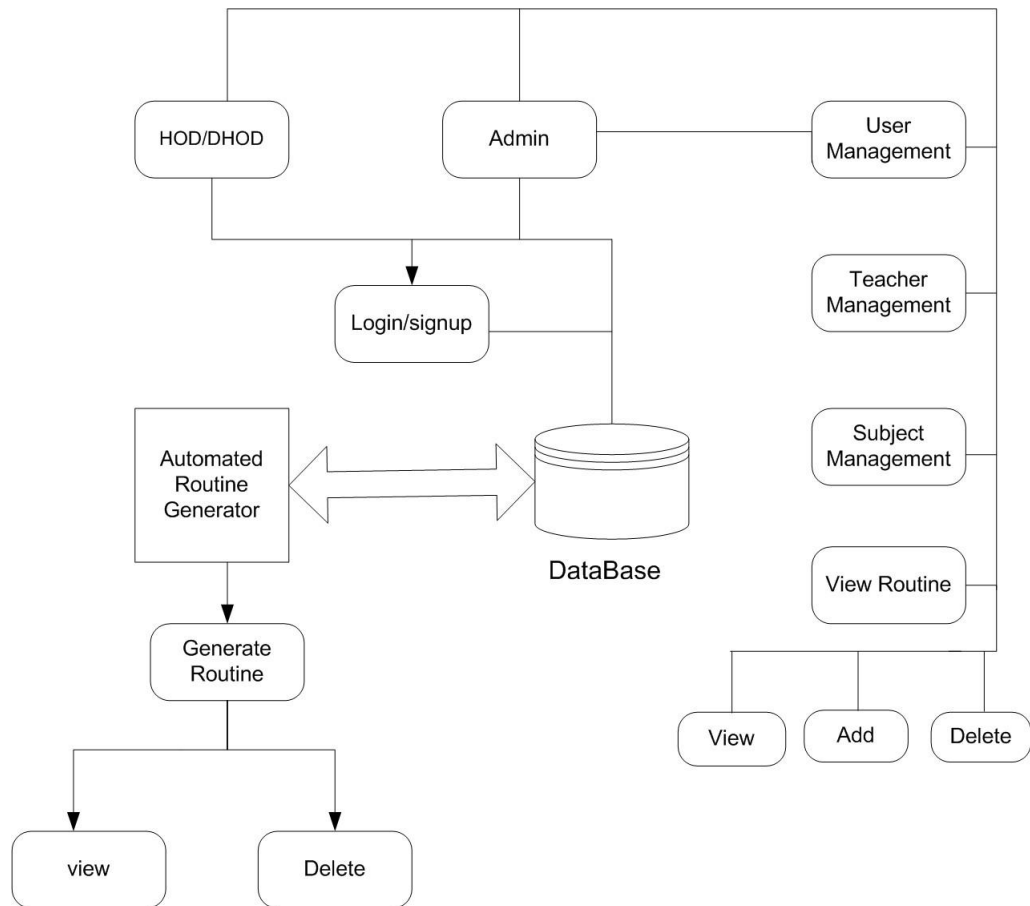 HOD/DHOD
Admin
User
Management
Teacher
Management
Login/signup
Automated
Routine
Generator
Subject
Management
DataBase
View Routine
Generate
Routine
View
Add
Delete
view
Delete